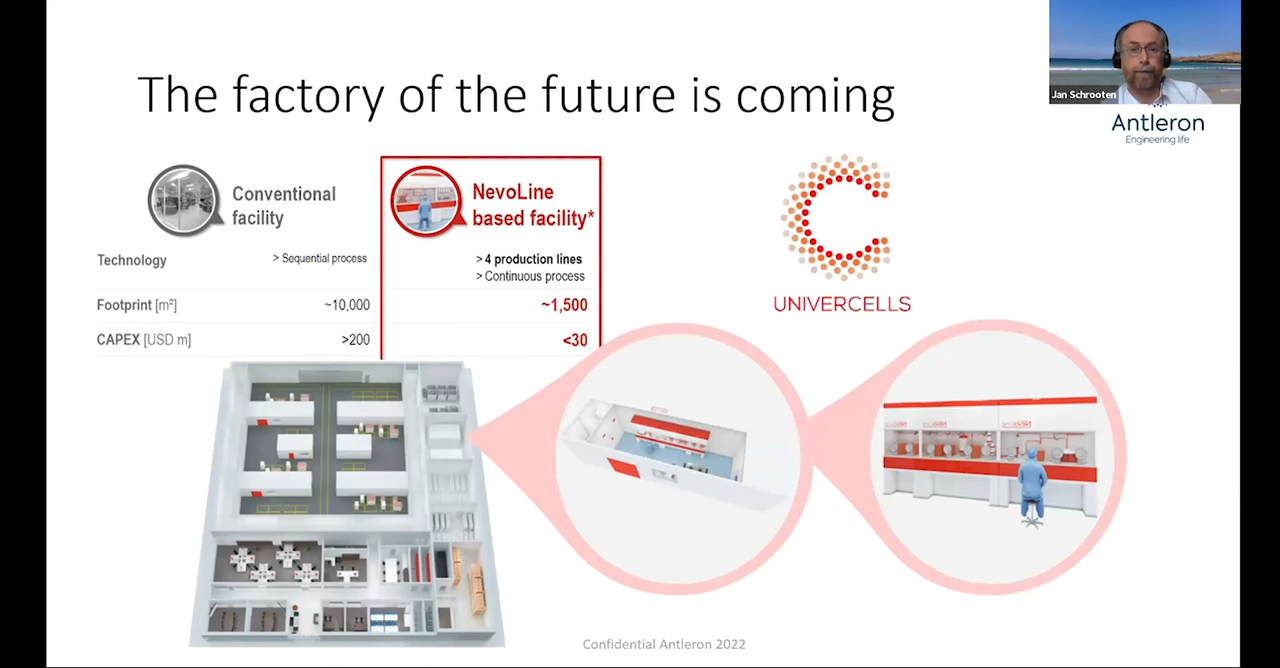 The factory of the future is coming
Jan Schrooten
Antleron
Engineering life
Conventional
facility
NevoLine
based facility*
Technology
> Sequential process
> 4 production lines
> Continuous process
Footprint [m²]
~10,000
~1,500
CAPEX [USD m]
>200
<30
UNIVERCELLS
Confidential Antleron 2022